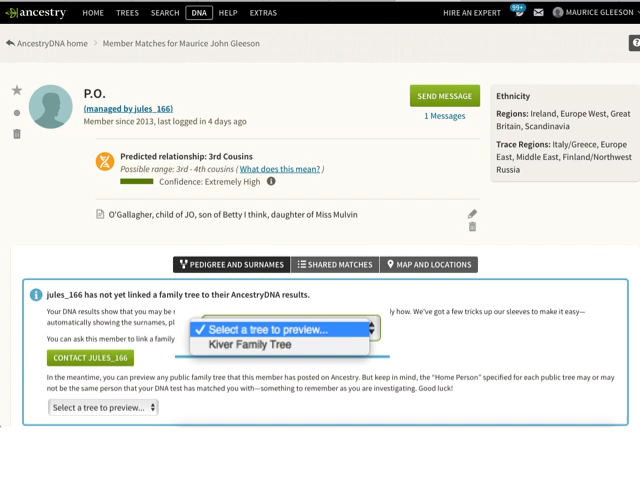 ancestry HOME TREES SEARCH DNA HELP EXTRAS HIRE AN EXPERT 99+ MAURICE GLEESON
AncestryDNA home > Member Matches for Maurice John Gleeson ?
P.O.
(managed by jules_166)
Member since 2013, last logged in 4 days ago
SEND MESSAGE
1 Messages
Ethnicity
Regions: Ireland, Europe West, Great
Britain, Scandinavia
Trace Regions: Italy/Greece, Europe
East, Middle East, Finland/Northwest
Russia
Predicted relationship: 3rd Cousins
Possible range: 3rd - 4th cousins (What does this mean?)
Confidence: Extremely High
O'Gallagher, child of JO, son of Betty I think, daughter of Miss Mulvin
PEDIGREE AND SURNAMES SHARED MATCHES MAP AND LOCATIONS
jules_166 has not yet linked a family tree to their AncestryDNA results.
Your DNA results show that you may be ly how. We've got a few tricks up our sleeves to make it easy—
automatically showing the surnames, pl
Select a tree to preview...
Kiver Family Tree
You can ask this member to link a family
CONTACT JULES_166
In the meantime, you can preview any public family tree that this member has posted on Ancestry. But keep in mind, the "Home Person" specified for each public tree may or may
not be the same person that your DNA test has matched you with—something to remember as you are investigating. Good luck!
Select a tree to preview...